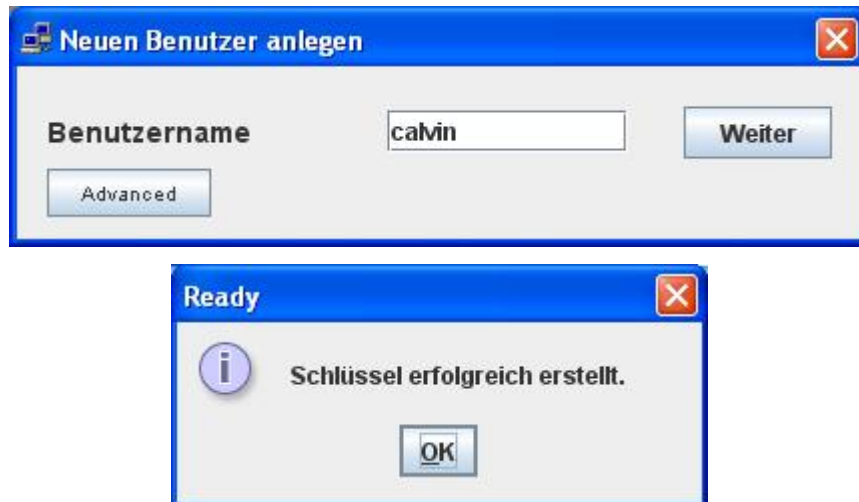 Neuen Benutzer anlegen
Benutzername calvin Weiter
Advanced
Ready
Schlüssel erfolgreich erstellt.
OK